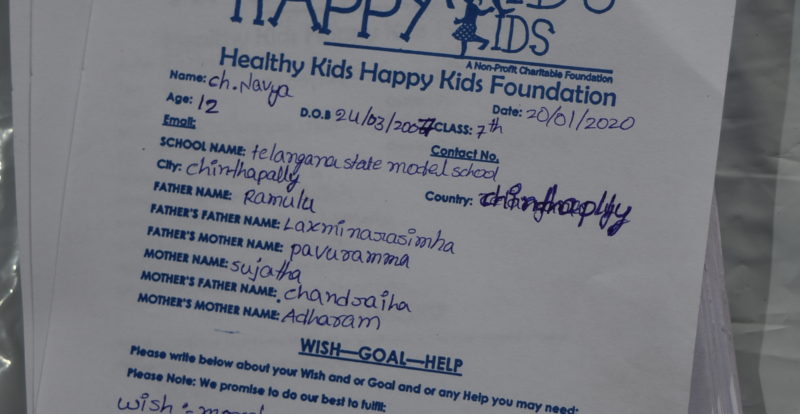 HAPPY KIDS
KIDS
A Non-Profit Charitable Foundation
Healthy Kids Happy Kids Foundation
Name: ch. Navya
Date: 20/01/2020
Age: 12
D.O.B 24/03/2007 CLASS: 7th
Email:
Contact No.
SCHOOL NAME: telangana state model school
City: chinthapally
Country: chinthaplly
FATHER NAME: Ramulu
FATHER'S FATHER NAME: Laxminarasimha
FATHER'S MOTHER NAME: pavuramma
MOTHER NAME: sujatha
MOTHER'S FATHER NAME: chandraiha
MOTHER'S MOTHER NAME: Adharam
WISH—GOAL—HELP
Please write below about your Wish and or Goal and or any Help you may need:
Please Note: We promise to do our best to fulfil:
wish :